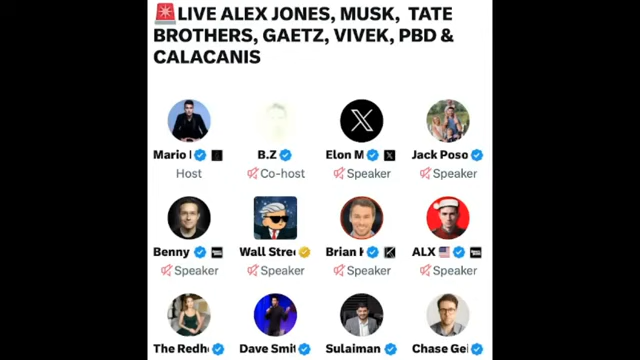 🚨LIVE ALEX JONES, MUSK, TATE
BROTHERS, GAETZ, VIVEK, PBD &
CALACANIS
Mario B.Z Elon M Jack Poso
Host Co-host Speaker Speaker
Benny Wall Stree Brian ALX 🇺🇸
Speaker Speaker Speaker Speaker
The Redh Dave Smit Sulaiman Chase Gei